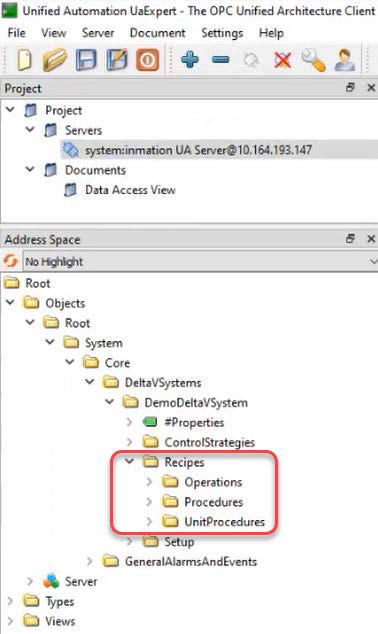 Unified Automation UaExpert - The OPC Unified Architecture Client
File View Server Document Settings Help
Project
Project
Servers
system:inmation UA Server@10.164.193.147
Documents
Data Access View
Address Space
No Highlight
Root
Objects
Root
System
Core
DeltaVSystems
DemoDeltaVSystem
#Properties
ControlStrategies
Recipes
Operations
Procedures
UnitProcedures
Setup
GeneralAlarmsAndEvents
Server
Types
Views